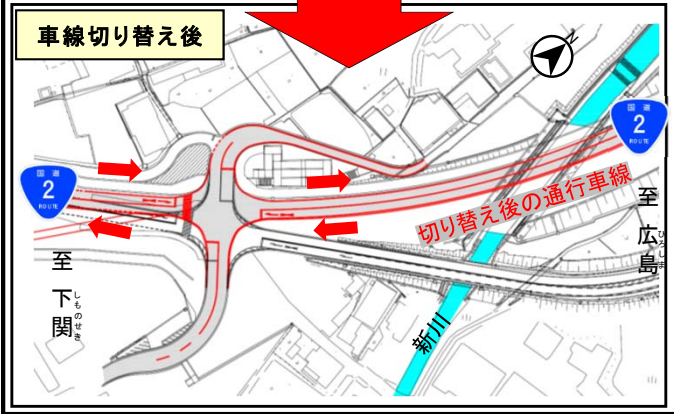 車線切り替え後
N
国道
2
ROUTE
国道
2
ROUTE
切り替え後の通行車線
至 広島
ひろしま
至 下関
しものせき
新川